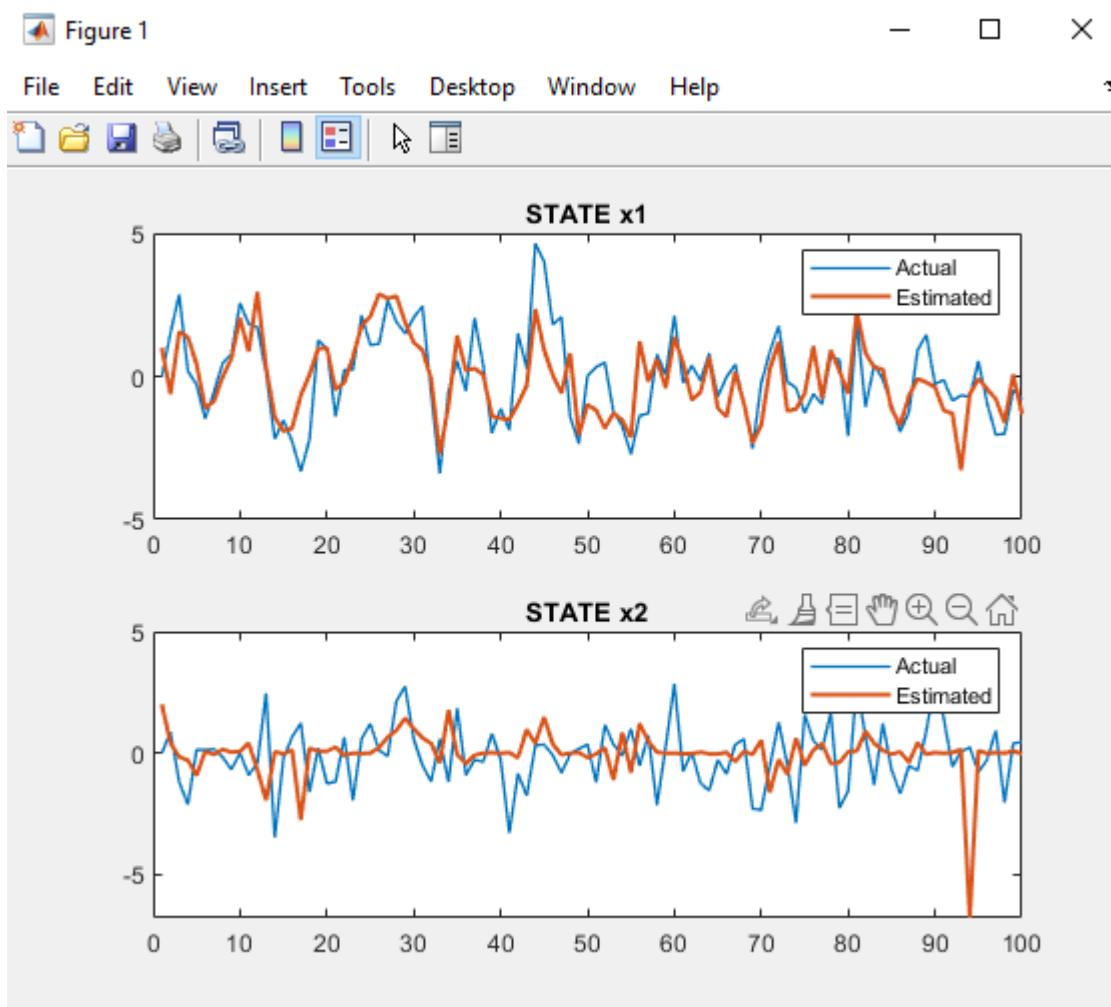 Figure 1
File Edit View Insert Tools Desktop Window Help
STATE x1
5
0
-5
0 10 20 30 40 50 60 70 80 90 100
Actual
Estimated
STATE x2
5
0
-5
0 10 20 30 40 50 60 70 80 90 100
Actual
Estimated